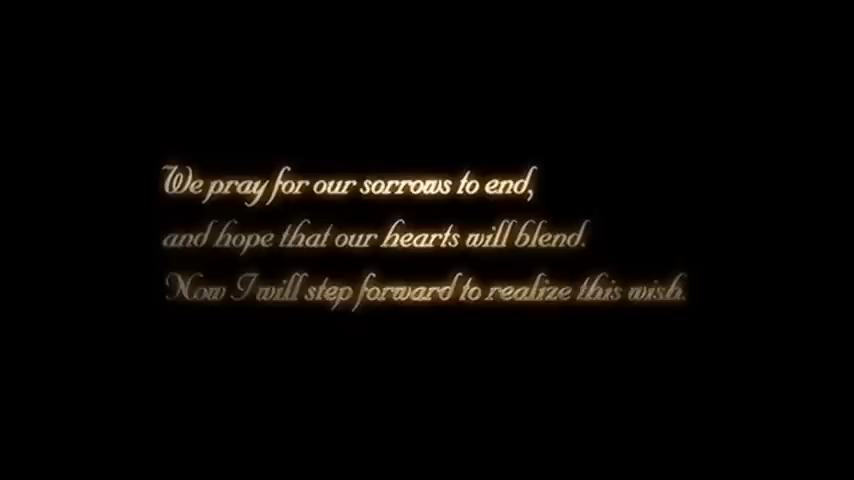 We pray for our sorrows to end,
and hope that our hearts will blend.
Now I will step forward to realize this wish.